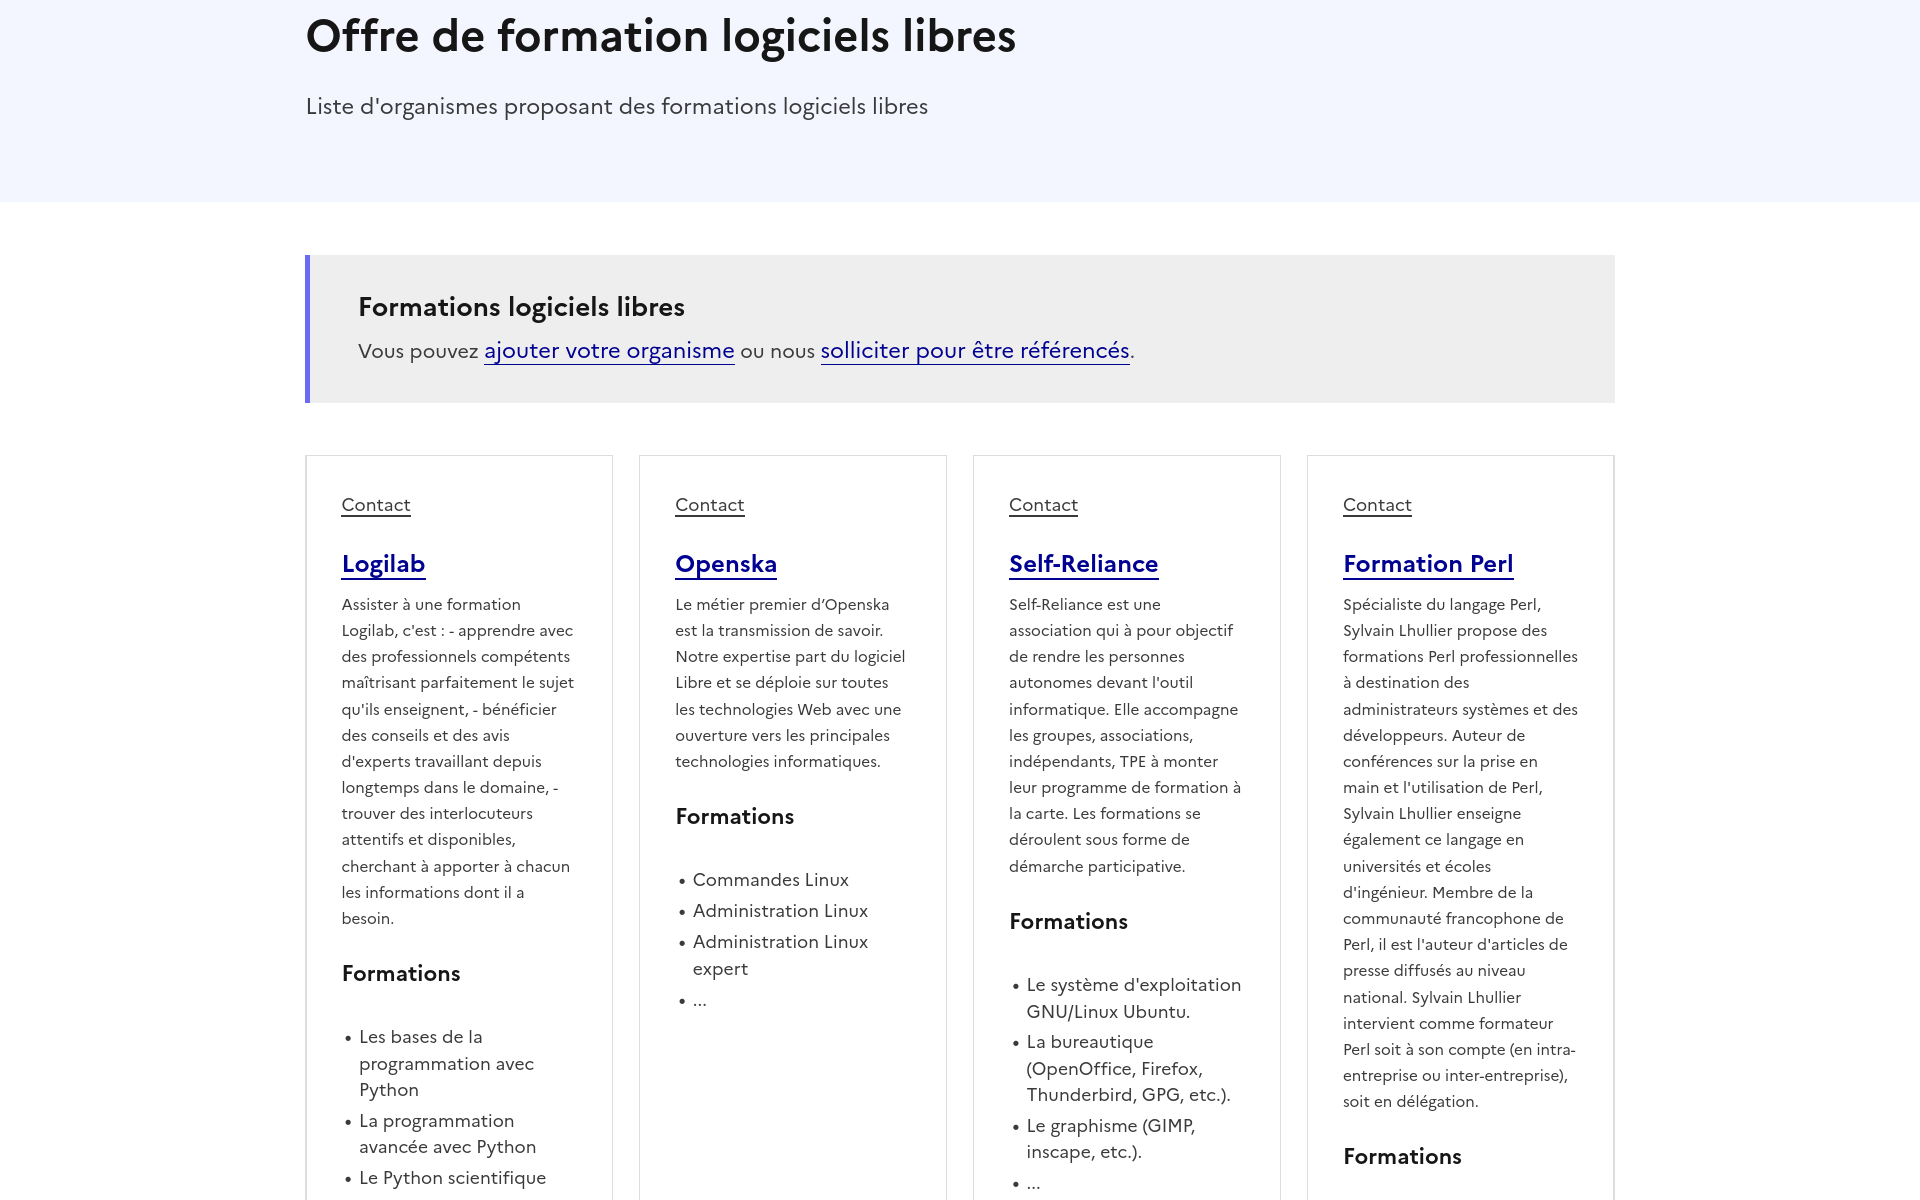 Offre de formation logiciels libres
Liste d'organismes proposant des formations logiciels libres
Formations logiciels libres
Vous pouvez ajouter votre organisme ou nous solliciter pour être référencés.
Contact
Logilab
Assister à une formation
Logilab, c'est : - apprendre avec
des professionnels compétents
maîtrisant parfaitement le sujet
qu'ils enseignent, - bénéficier
des conseils et des avis
d'experts travaillant depuis
longtemps dans le domaine, -
trouver des interlocuteurs
attentifs et disponibles,
cherchant à apporter à chacun
les informations dont il a
besoin.
Formations
• Les bases de la
programmation avec
Python
• La programmation
avancée avec Python
• Le Python scientifique
Contact
Openska
Le métier premier d’Openska
est la transmission de savoir.
Notre expertise part du logiciel
Libre et se déploie sur toutes
les technologies Web avec une
ouverture vers les principales
technologies informatiques.
Formations
• Commandes Linux
• Administration Linux
• Administration Linux
expert
• ...
Contact
Self-Reliance
Self-Reliance est une
association qui à pour objectif
de rendre les personnes
autonomes devant l'outil
informatique. Elle accompagne
les groupes, associations,
indépendants, TPE à monter
leur programme de formation à
la carte. Les formations se
déroulent sous forme de
démarche participative.
Formations
• Le système d'exploitation
GNU/Linux Ubuntu.
• La bureautique
(OpenOffice, Firefox,
Thunderbird, GPG, etc.).
• Le graphisme (GIMP,
inscape, etc.).
• ...
Contact
Formation Perl
Spécialiste du langage Perl,
Sylvain Lhullier propose des
formations Perl professionnelles
à destination des
administrateurs systèmes et des
développeurs. Auteur de
conférences sur la prise en
main et l'utilisation de Perl,
Sylvain Lhullier enseigne
également ce langage en
universités et écoles
d'ingénieur. Membre de la
communauté francophone de
Perl, il est l'auteur d'articles de
presse diffusés au niveau
national. Sylvain Lhullier
intervient comme formateur
Perl soit à son compte (en intra-
entreprise ou inter-entreprise),
soit en délégation.
Formations